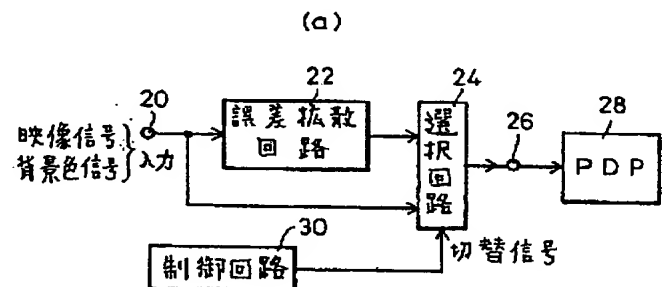 (a)
20
映像信号
背景色信号
入力
22
誤差拡散
回路
24
選択回路
26
28
PDP
30
制御回路
切替信号